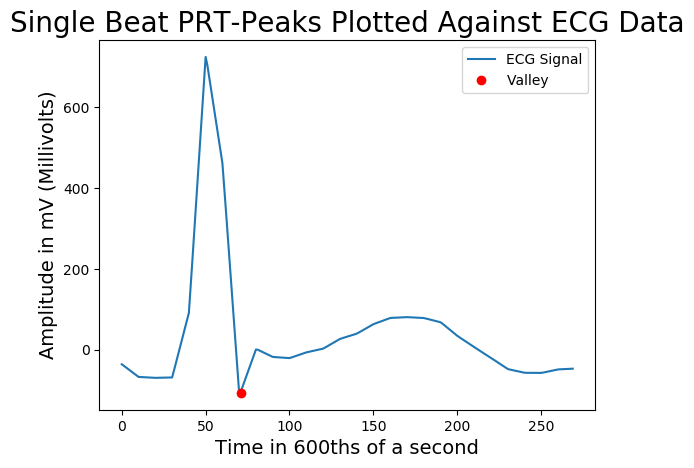 Single Beat PRT-Peaks Plotted Against ECG Data
ECG Signal
Valley
Amplitude in mV (Millivolts)
600
400
200
0
0 50 100 150 200 250
Time in 600ths of a second